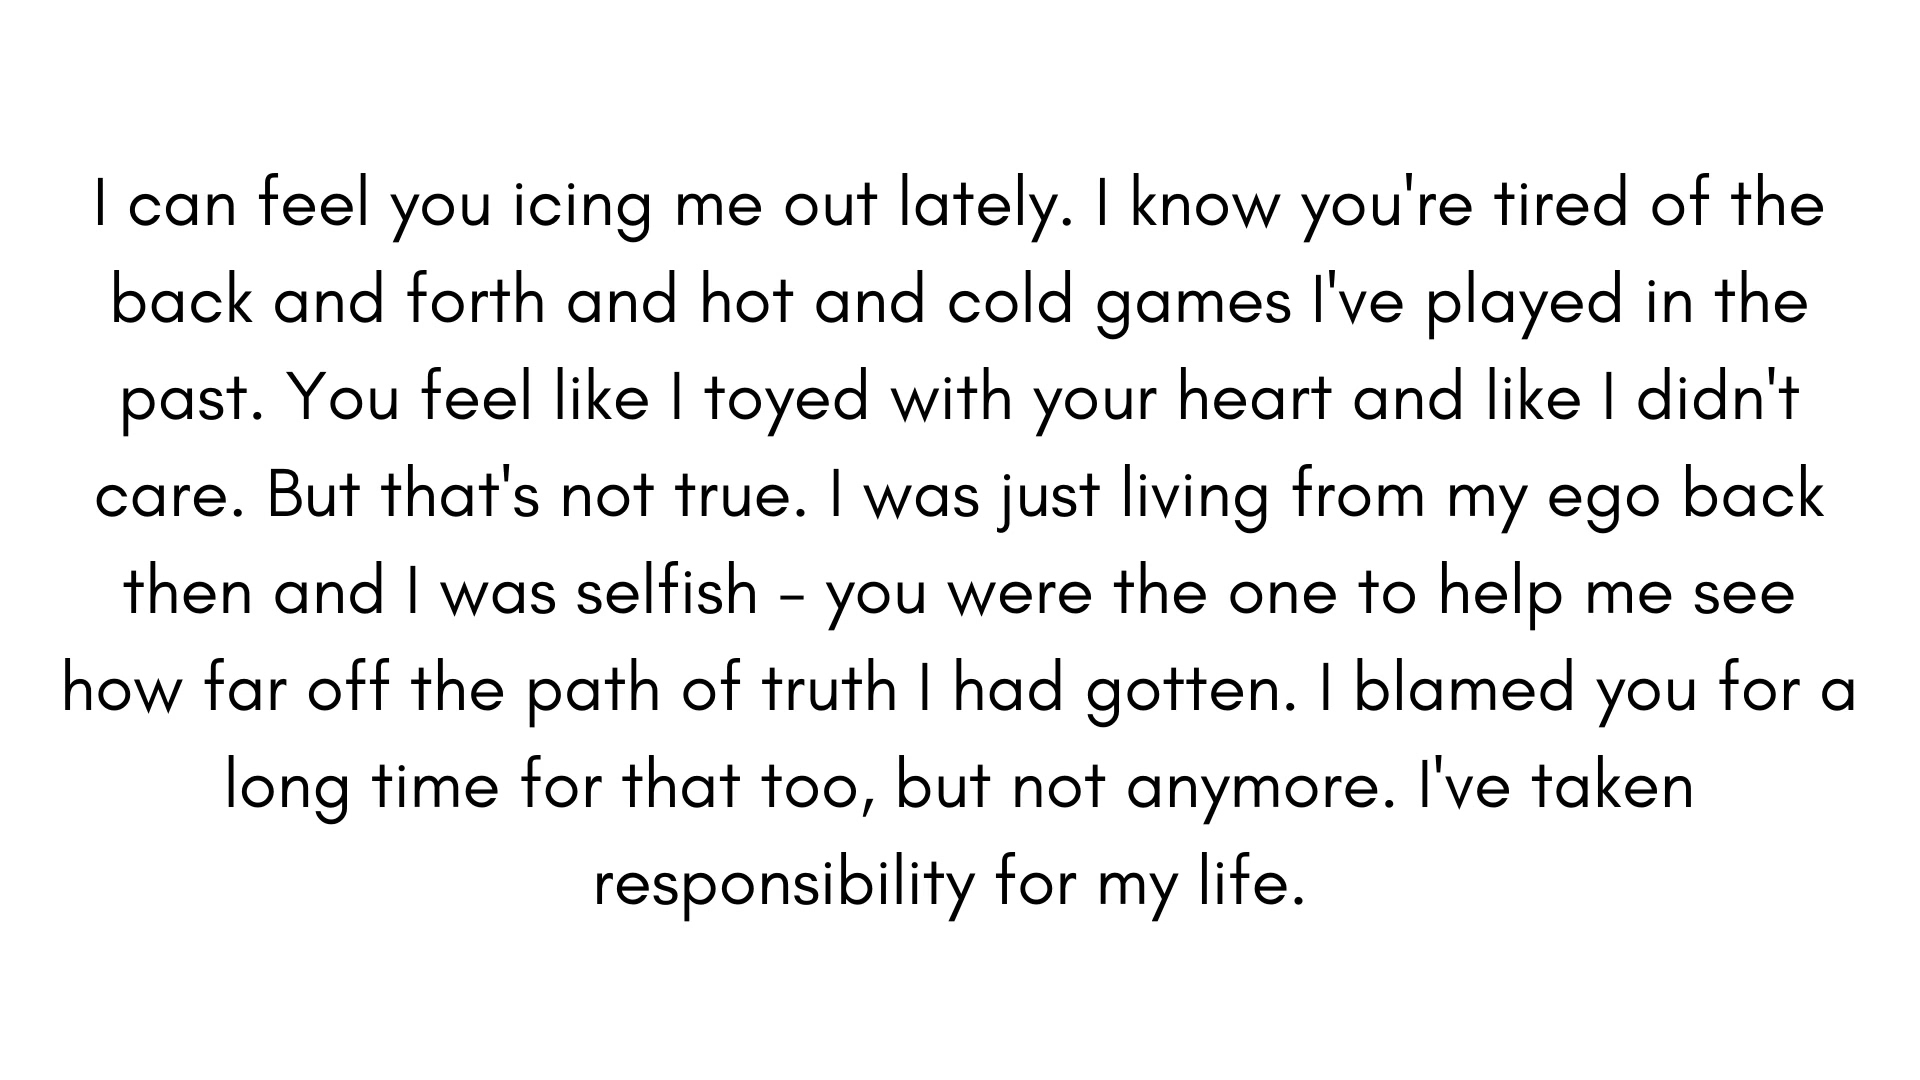 I can feel you icing me out lately. I know you're tired of the
back and forth and hot and cold games I've played in the
past. You feel like I toyed with your heart and like I didn't
care. But that's not true. I was just living from my ego back
then and I was selfish - you were the one to help me see
how far off the path of truth I had gotten. I blamed you for a
long time for that too, but not anymore. I've taken
responsibility for my life.